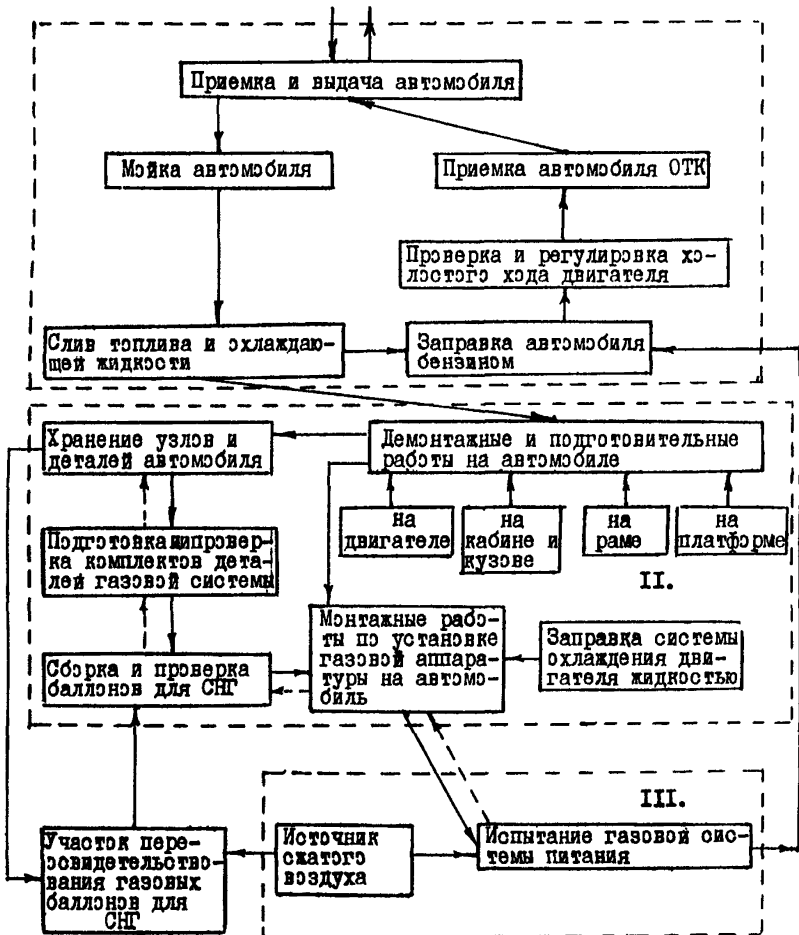 Приемка и выдача автомобиля
Мойка автомобиля
Приемка автомобиля ОТК
Проверка и регулировка хо-
лостого хода двигателя
Слив топлива и охлаждаю-
щей жидкости
Заправка автомобиля
бензином
Хранение узлов и
деталей автомобиля
Демонтажные и подготовительные
работы на автомобиле
на
двигателе
на
кабине и
кузове
на
раме
на
платформе
II.
Подготовка и провер-
ка комплектов дета-
лей газовой системы
Монтажные рабо-
ты по установке
газовой аппара-
туры на автомо-
биль
Заправка системы
охлаждения дви-
гателя жидкостью
Сборка и проверка
баллонов для СНГ
III.
Участок пере-
освидетельство-
вания газовых
баллонов для
СНГ
Источник
сжатого
воздуха
Испытание газовой сис-
темы питания